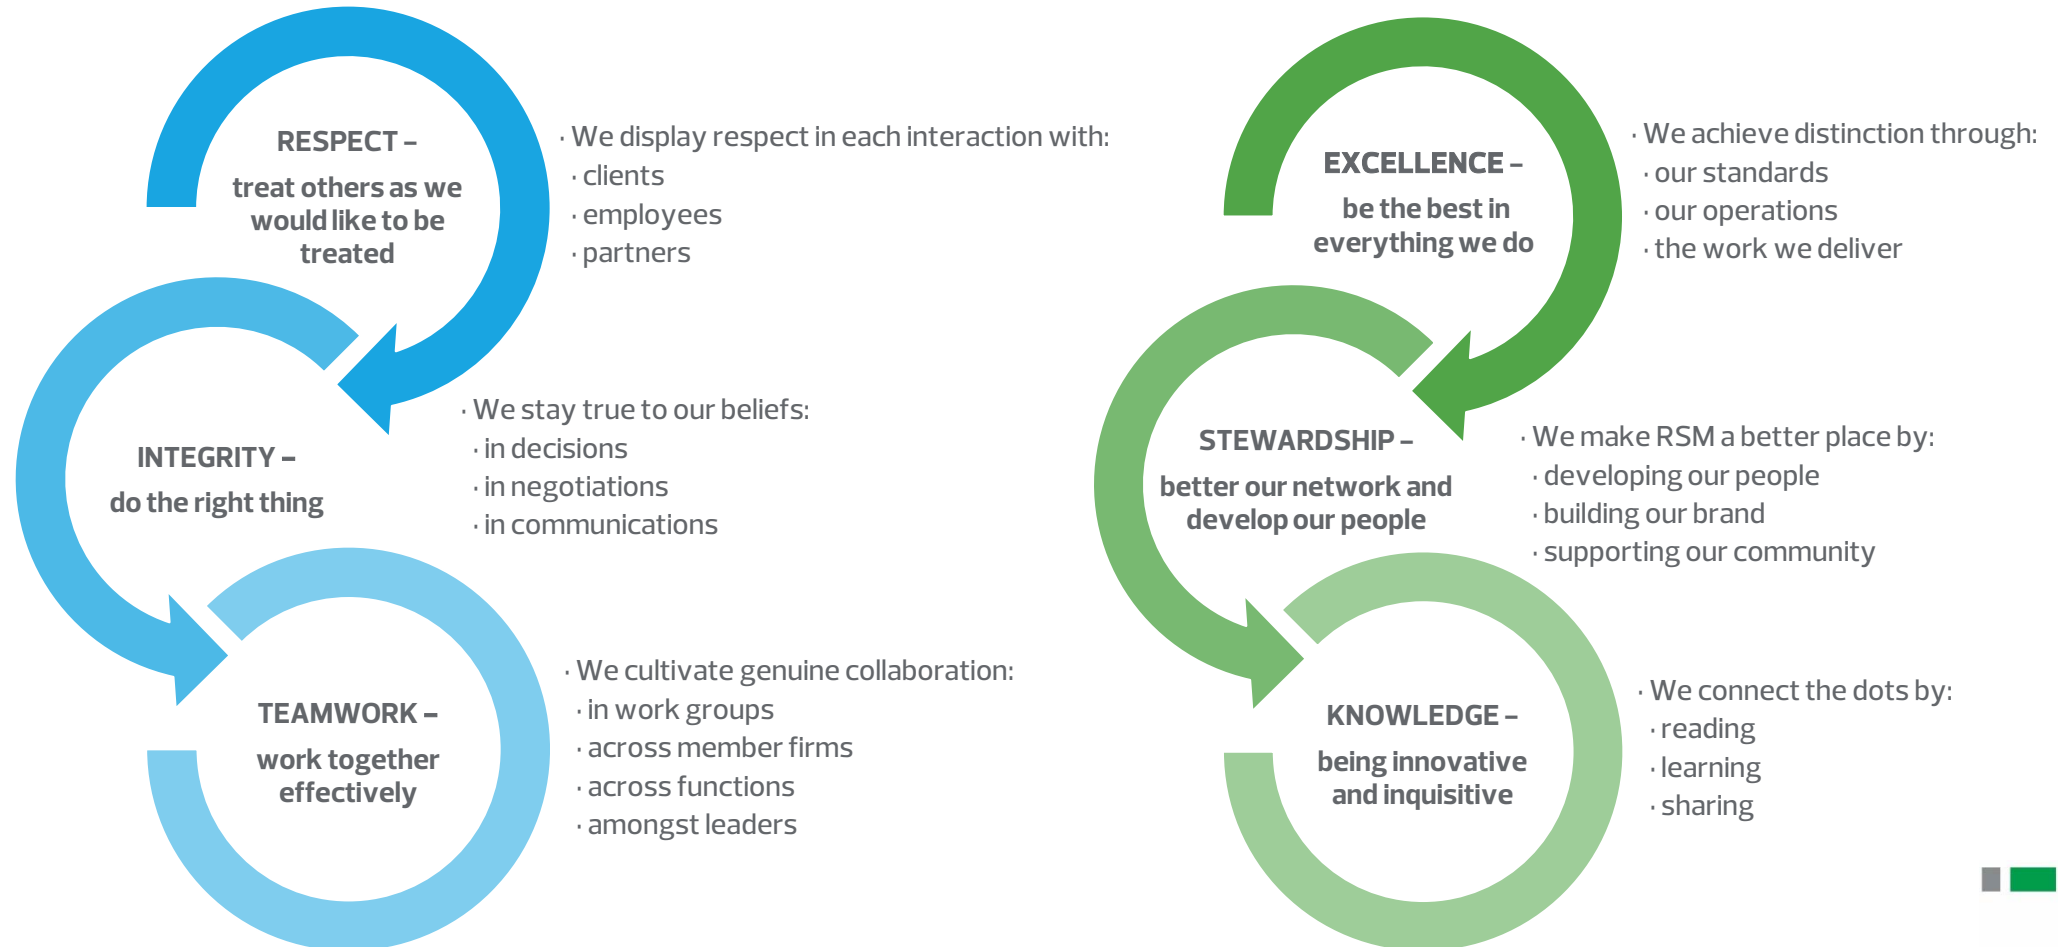 RESPECT –
treat others as we
would like to be
treated
· We display respect in each interaction with:
· clients
· employees
· partners
INTEGRITY –
do the right thing
· We stay true to our beliefs:
· in decisions
· in negotiations
· in communications
TEAMWORK –
work together
effectively
· We cultivate genuine collaboration:
· in work groups
· across member firms
· across functions
· amongst leaders
EXCELLENCE –
be the best in
everything we do
· We achieve distinction through:
· our standards
· our operations
· the work we deliver
STEWARDSHIP –
better our network and
develop our people
· We make RSM a better place by:
· developing our people
· building our brand
· supporting our community
KNOWLEDGE –
being innovative
and inquisitive
· We connect the dots by:
· reading
· learning
· sharing